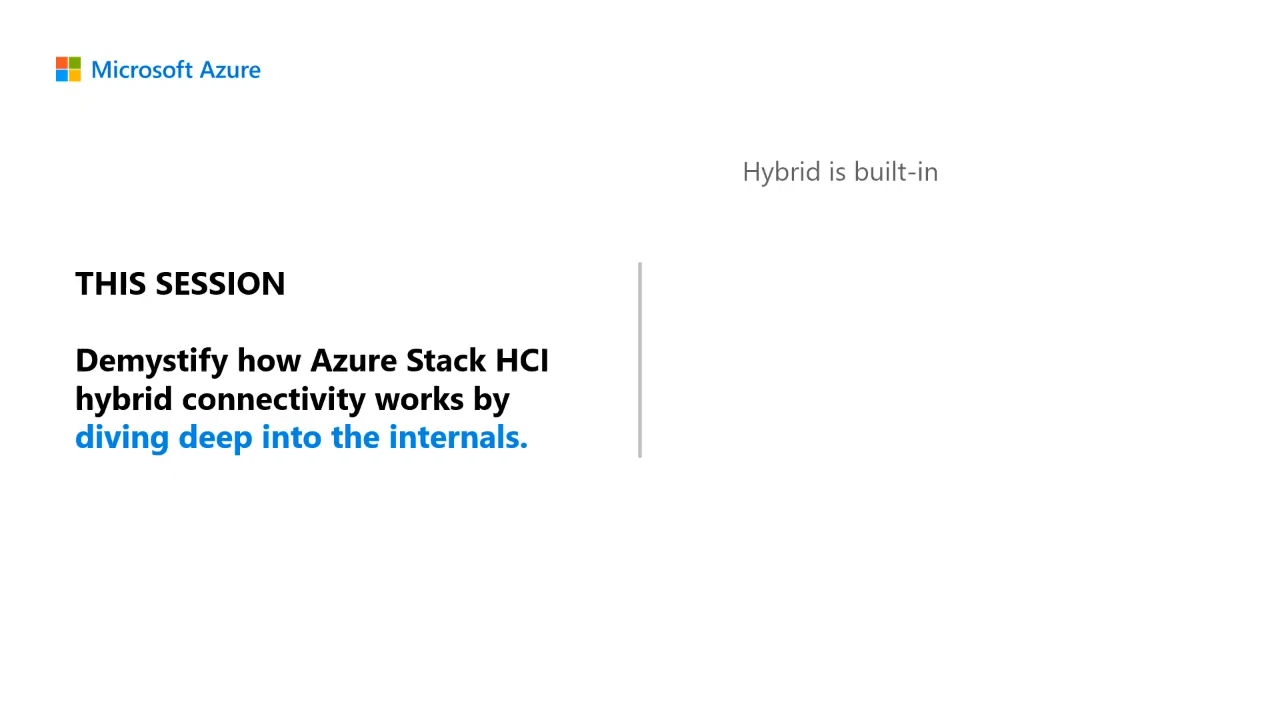 Microsoft Azure
Hybrid is built-in
THIS SESSION
Demystify how Azure Stack HCI
hybrid connectivity works by
diving deep into the internals.